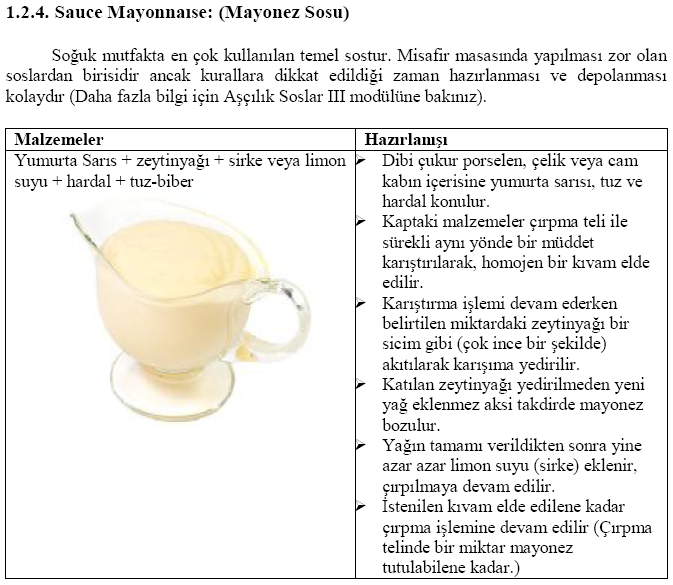 1.2.4. Sauce Mayonnaıse: (Mayonez Sosu)
Soğuk mutfakta en çok kullanılan temel sostur. Misafir masasında yapılması zor olan
soslardan birisidir ancak kurallara dikkat edildiği zaman hazırlanması ve depolanması
kolaydır (Daha fazla bilgi için Aşçılık Soslar III modülüne bakınız).
Malzemeler
Yumurta Sarıs + zeytinyağı + sirke veya limon
suyu + hardal + tuz-biber
Hazırlanışı
➢ Dibi çukur porselen, çelik veya cam
kabın içerisine yumurta sarısı, tuz ve
hardal konulur.
➢ Kaptaki malzemeler çırpma teli ile
sürekli aynı yönde bir müddet
karıştırılarak, homojen bir kıvam elde
edilir.
➢ Karıştırma işlemi devam ederken
belirtilen miktardaki zeytinyağı bir
sicim gibi (çok ince bir şekilde)
akıtılarak karışıma yedirilir.
➢ Katılan zeytinyağı yedirilmeden yeni
yağ eklenmez aksi takdirde mayonez
bozulur.
➢ Yağın tamamı verildikten sonra yine
azar azar limon suyu (sirke) eklenir,
çırpılmaya devam edilir.
➢ İstenilen kıvam elde edilene kadar
çırpma işlemine devam edilir (Çırpma
telinde bir miktar mayonez
tutulabilene kadar.)